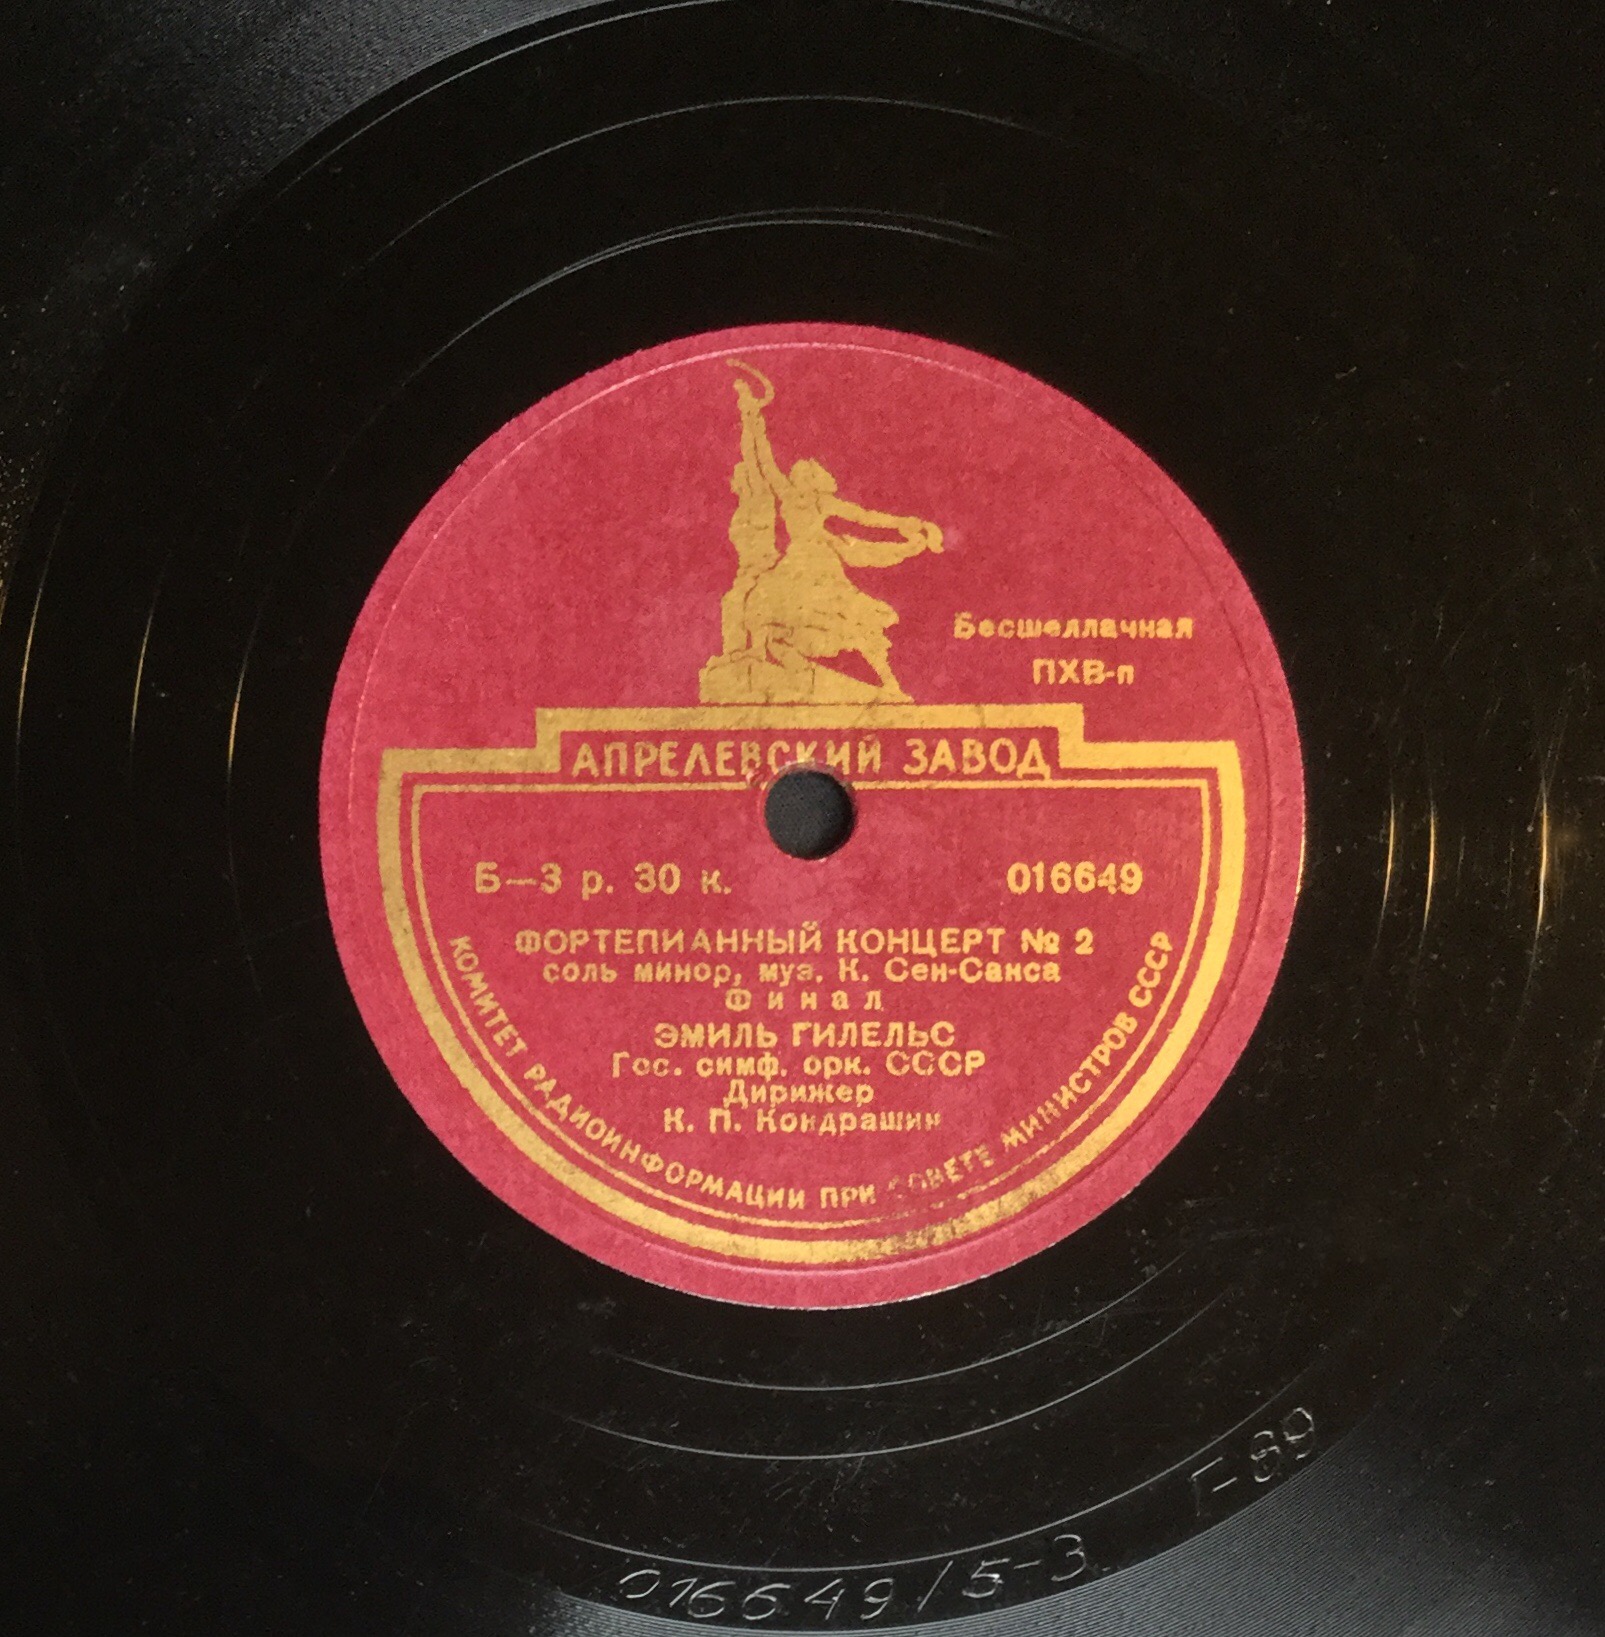 Бесшеллачная
ПХВ-п
АПРЕЛЕВСКИЙ ЗАВОД
Б—3 р. 30 к.
016649
ФОРТЕПИАННЫЙ КОНЦЕРТ № 2
соль минор, муз. К. Сен-Санса
Финал
ЭМИЛЬ ГИЛЕЛЬС
Гос. симф. орк. СССР
Дирижер
К. П. Кондрашин
КОМИТЕТ РАДИОИНФОРМАЦИИ ПРИ СОВЕТЕ МИНИСТРОВ СССР
016649/5-3
Г-89